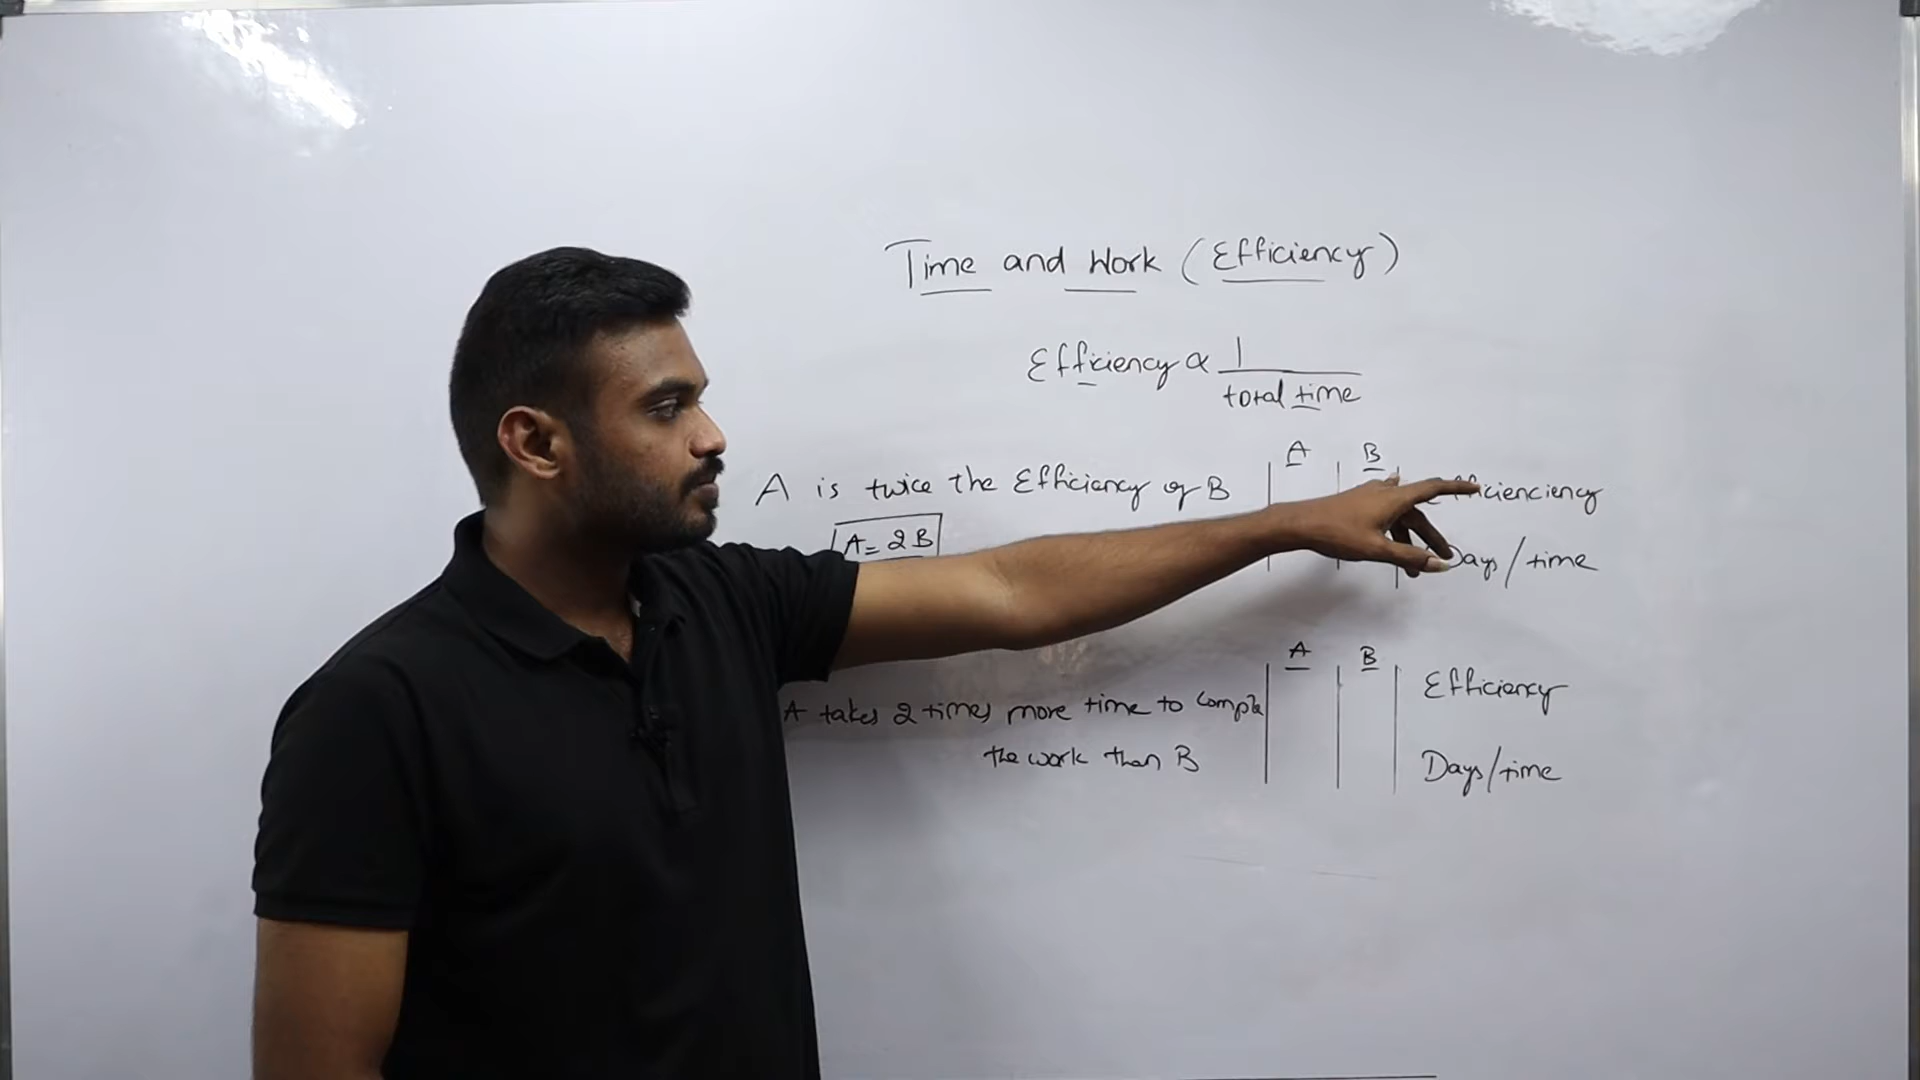 Time and Work (Efficiency)
Efficiency ∝ 1 / total time
A B
A is twice the Efficiency of B
A = 2B
Days / time
A B
Efficiency
A takes 2 times more time to Comple
the work than B
Days/time